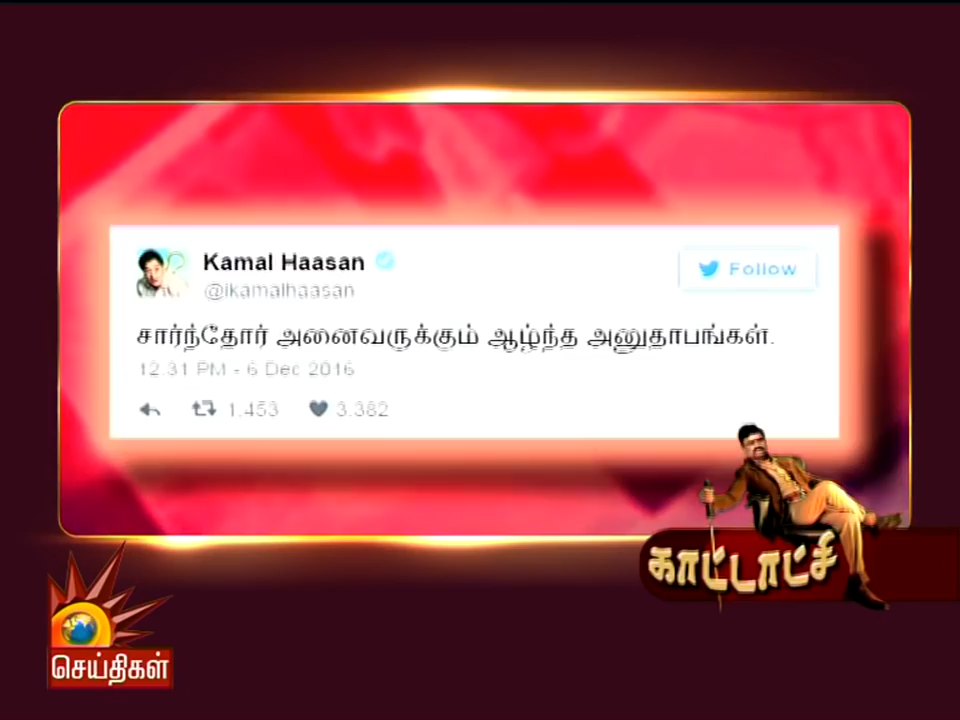 Kamal Haasan
Follow
@ikamalhaasan
சார்ந்தோர் அனைவருக்கும் ஆழ்ந்த அனுதாபங்கள்.
12.31 PM - 6 Dec 2016
1,453 3,382
காட்டாட்சி
செய்திகள்